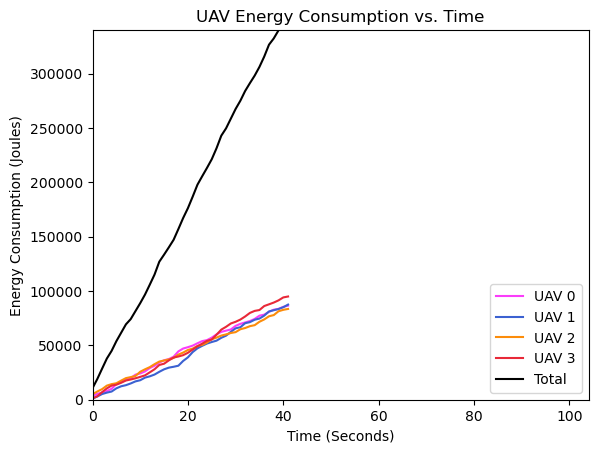 UAV Energy Consumption vs. Time
Energy Consumption (Joules)
300000
250000
200000
150000
100000
50000
0
0 20 40 60 80 100
Time (Seconds)
UAV 0
UAV 1
UAV 2
UAV 3
Total